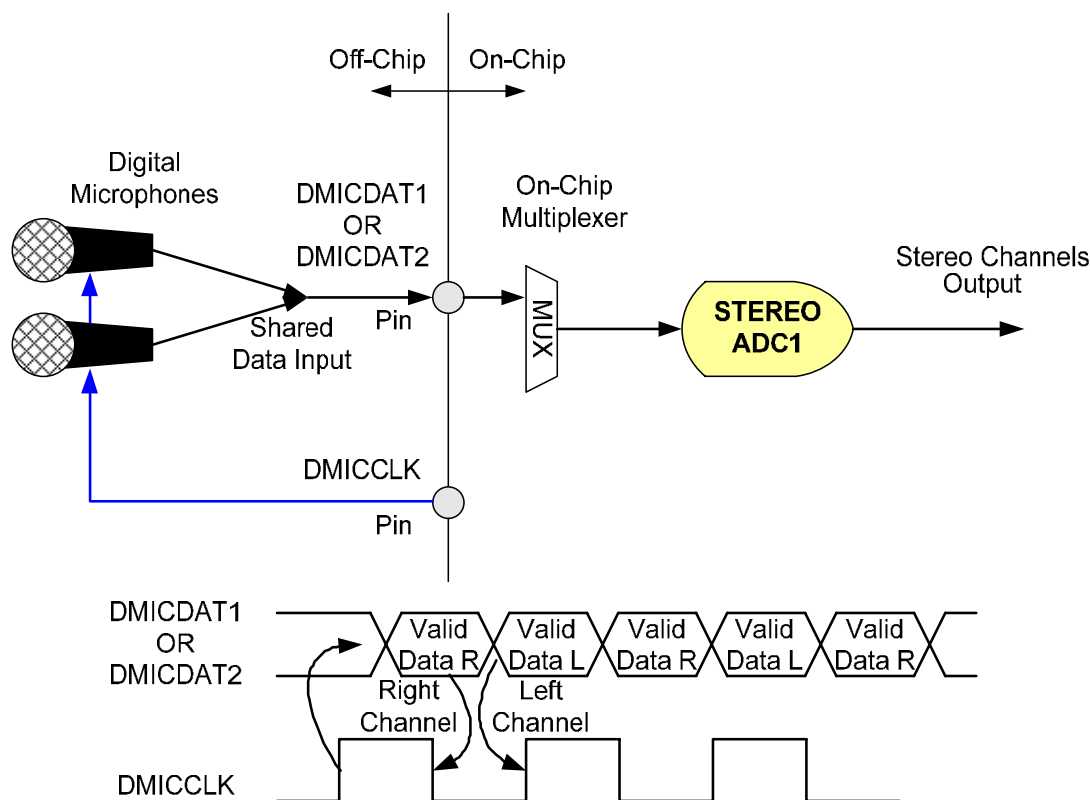 Off-Chip
On-Chip
Digital
Microphones
DMICDAT1
OR
DMICDAT2
On-Chip
Multiplexer
Stereo Channels
Output
Pin
Shared
Data Input
MUX
STEREO
ADC1
DMICCLK
Pin
DMICDAT1
OR
DMICDAT2
Valid
Data R
Valid
Data L
Valid
Data R
Valid
Data L
Valid
Data R
Right
Channel
Left
Channel
DMICCLK